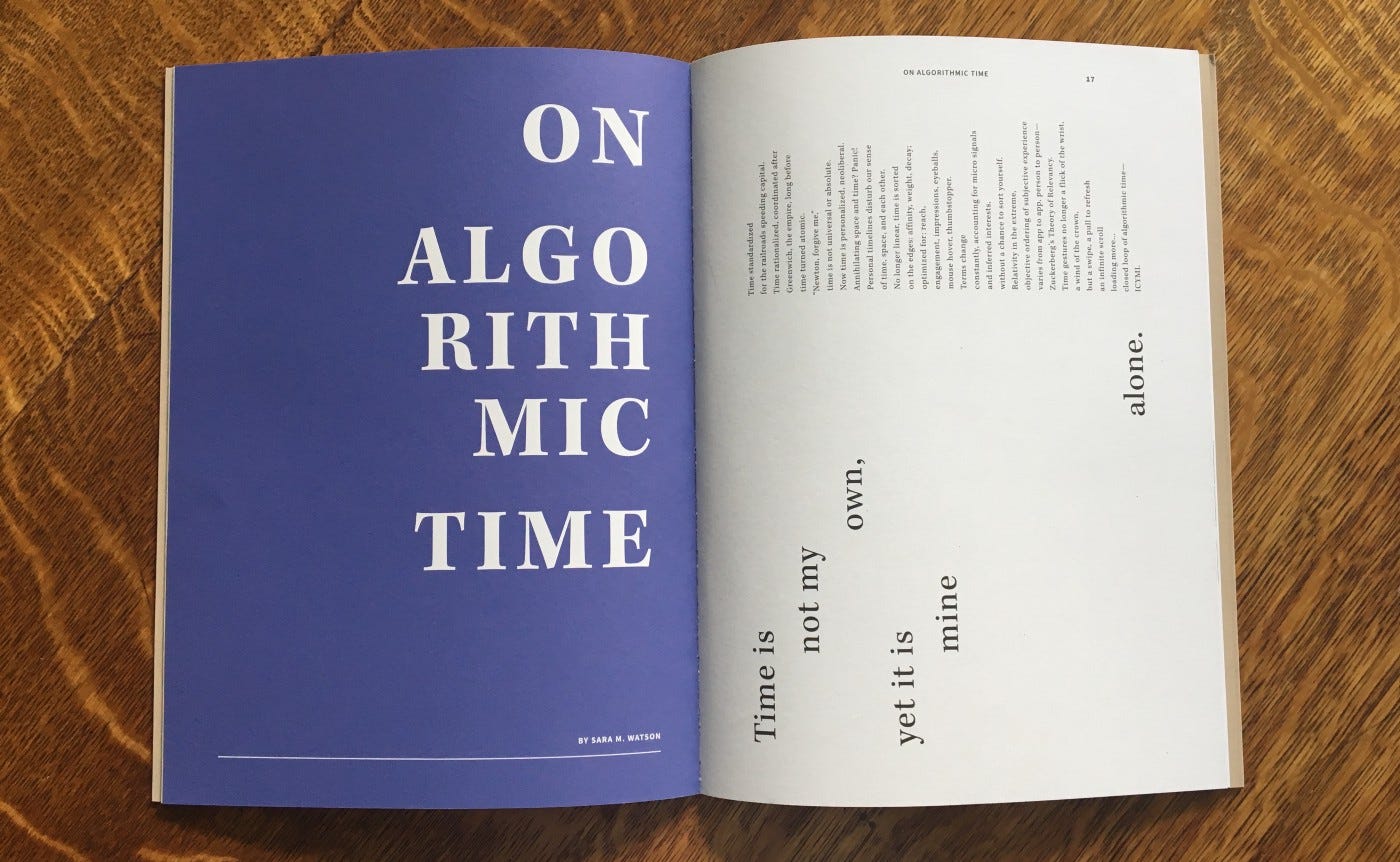 ON
ALGO
RITH
MIC
TIME
BY SARA M. WATSON
ON ALGORITHMIC TIME
17
Time is
not my
own,
yet it is
mine
alone.
Time standardized
for the railroads speeding capital.
Time rationalized, coordinated after
Greenwich, the empire, long before
time turned atomic.
“Newton, forgive me,”
time is not universal or absolute.
Now time is personalized, neoliberal.
Annihilating space and time? Panic!
Personal timelines disturb our sense
of time, space, and each other.
No longer linear, time is sorted
on the edges: affinity, weight, decay;
optimized for: reach,
engagement, impressions, eyeballs,
mouse hover, thumbstopper.
Terms change
constantly, accounting for micro signals
and inferred interests,
without a chance to sort yourself.
Relativity in the extreme,
objective ordering of subjective experience
varies from app to app, person to person—
Zuckerberg’s Theory of Relevancy.
Time gestures no longer a flick of the wrist,
a wind of the crown,
but a swipe, a pull to refresh
an infinite scroll
loading more...
closed loop of algorithmic time—
ICYMI.